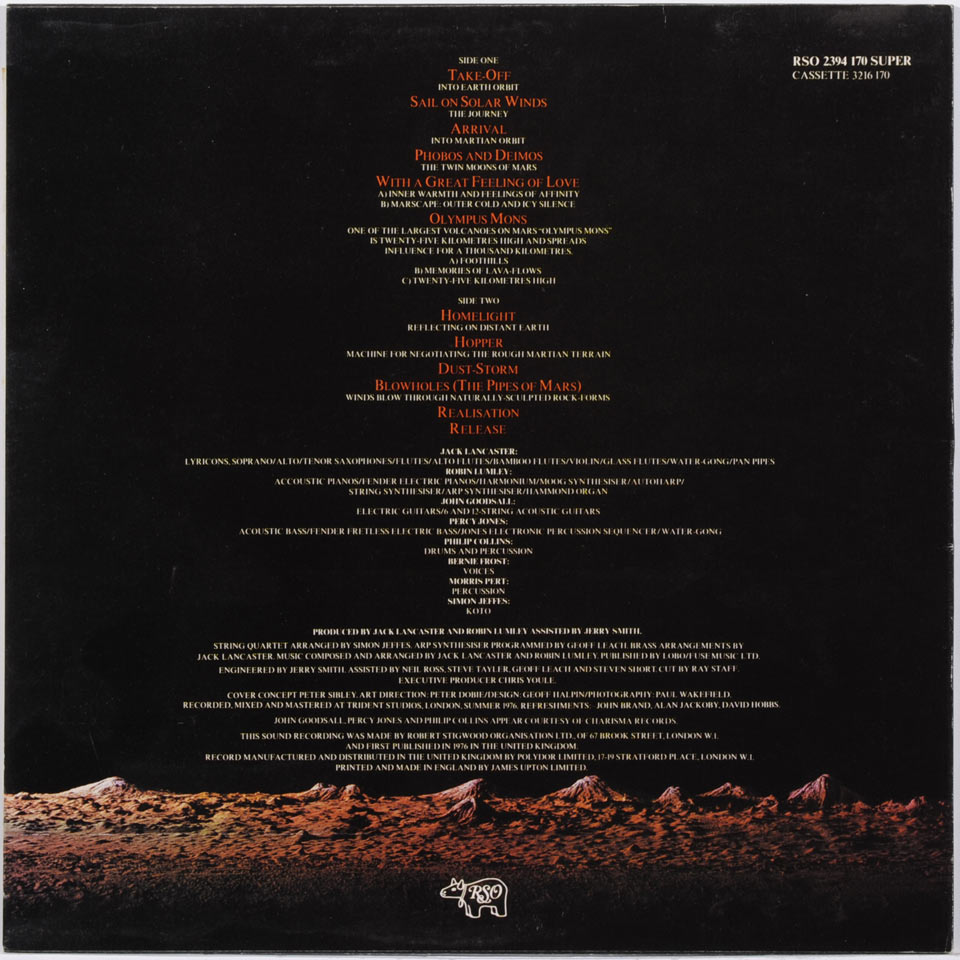 RSO 2394 170 SUPER
CASSETTE 3216 170
SIDE ONE
TAKE-OFF
INTO EARTH ORBIT
SAIL ON SOLAR WINDS
THE JOURNEY
ARRIVAL
INTO MARTIAN ORBIT
PHOBOS AND DEIMOS
THE TWIN MOONS OF MARS
WITH A GREAT FEELING OF LOVE
A) INNER WARMTH AND FEELINGS OF AFFINITY
B) MARSCAPE: OUTER COLD AND ICY SILENCE
OLYMPUS MONS
ONE OF THE LARGEST VOLCANOES ON MARS "OLYMPUS MONS"
IS TWENTY-FIVE KILOMETRES HIGH AND SPREADS
INFLUENCE FOR A THOUSAND KILOMETRES.
A) FOOTHILLS
B) MEMORIES OF LAVA-FLOWS
C) TWENTY-FIVE KILOMETRES HIGH
SIDE TWO
HOMELIGHT
REFLECTING ON DISTANT EARTH
HOPPER
MACHINE FOR NEGOTIATING THE ROUGH MARTIAN TERRAIN
DUST-STORM
BLOWHOLES (THE PIPES OF MARS)
WINDS BLOW THROUGH NATURALLY-SCULPTED ROCK-FORMS
REALISATION
RELEASE
JACK LANCASTER:
LYRICONS, SOPRANO/ALTO/TENOR SAXOPHONES/FLUTES/ALTO FLUTES/BAMBOO FLUTES/VIOLIN/GLASS FLUTES/WATER-GONG/PAN PIPES
ROBIN LUMLEY:
ACCOUSTIC PIANOS/FENDER ELECTRIC PIANOS/HARMONIUM/MOOG SYNTHESISER/AUTOHARP/
STRING SYNTHESISER/ARP SYNTHESISER/HAMMOND ORGAN
JOHN GOODSALL:
ELECTRIC GUITARS/6 AND 12-STRING ACOUSTIC GUITARS
PERCY JONES:
ACOUSTIC BASS/FENDER FRETLESS ELECTRIC BASS/JONES ELECTRONIC PERCUSSION SEQUENCER/WATER-GONG
PHILIP COLLINS:
DRUMS AND PERCUSSION
BERNIE FROST:
VOICES
MORRIS PERT:
PERCUSSION
SIMON JEFFES:
KOTO
PRODUCED BY JACK LANCASTER AND ROBIN LUMLEY ASSISTED BY JERRY SMITH.
STRING QUARTET ARRANGED BY SIMON JEFFES. ARP SYNTHESISER PROGRAMMED BY GEOFF LEACH. BRASS ARRANGEMENTS BY
JACK LANCASTER. MUSIC COMPOSED AND ARRANGED BY JACK LANCASTER AND ROBIN LUMLEY. PUBLISHED BY LOBO/FUSE MUSIC LTD.
ENGINEERED BY JERRY SMITH. ASSISTED BY NEIL ROSS, STEVE TAYLER, GEOFF LEACH AND STEVEN SHORT. CUT BY RAY STAFF.
EXECUTIVE PRODUCER CHRIS YOULE.
COVER CONCEPT PETER SIBLEY. ART DIRECTION: PETER DOBIE/DESIGN: GEOFF HALPIN/PHOTOGRAPHY: PAUL WAKEFIELD.
RECORDED, MIXED AND MASTERED AT TRIDENT STUDIOS, LONDON, SUMMER 1976. REFRESHMENTS: JOHN BRAND, ALAN JACKOBY, DAVID HOBBS.
JOHN GOODSALL, PERCY JONES AND PHILIP COLLINS APPEAR COURTESY OF CHARISMA RECORDS.
THIS SOUND RECORDING WAS MADE BY ROBERT STIGWOOD ORGANISATION LTD., OF 67 BROOK STREET, LONDON W.1.
AND FIRST PUBLISHED IN 1976 IN THE UNITED KINGDOM.
RECORD MANUFACTURED AND DISTRIBUTED IN THE UNITED KINGDOM BY POLYDOR LIMITED, 17-19 STRATFORD PLACE, LONDON W.1.
PRINTED AND MADE IN ENGLAND BY JAMES UPTON LIMITED.
RSO